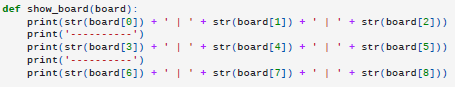 def show_board(board):
    print(str(board[0]) + ' | ' + str(board[1]) + ' | ' + str(board[2]))
    print('----------')
    print(str(board[3]) + ' | ' + str(board[4]) + ' | ' + str(board[5]))
    print('----------')
    print(str(board[6]) + ' | ' + str(board[7]) + ' | ' + str(board[8]))